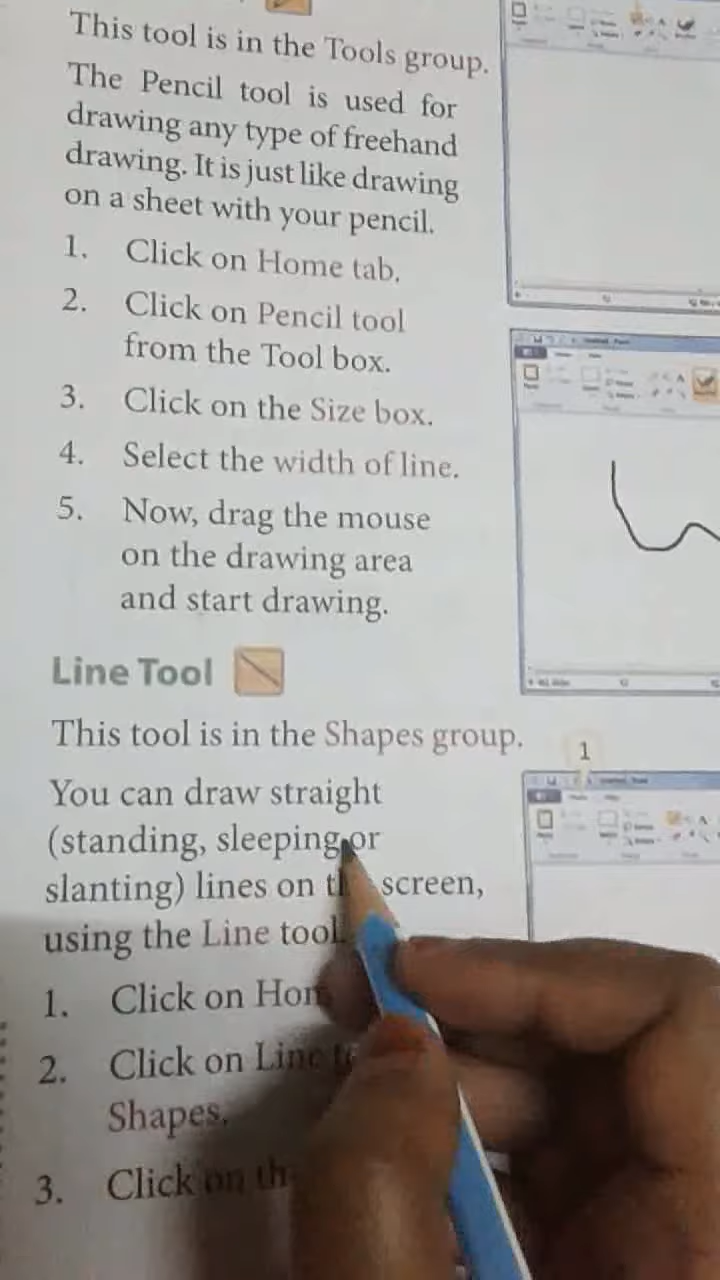 This tool is in the Tools group.
The Pencil tool is used for
drawing any type of freehand
drawing. It is just like drawing
on a sheet with your pencil.
1. Click on Home tab.
2. Click on Pencil tool
from the Tool box.
3. Click on the Size box.
4. Select the width of line.
5. Now, drag the mouse
on the drawing area
and start drawing.
Line Tool
This tool is in the Shapes group.
1
You can draw straight
(standing, sleeping or
slanting) lines on screen,
using the Line tool
1. Click on
2. Click on Line
Shapes.
3. Click on